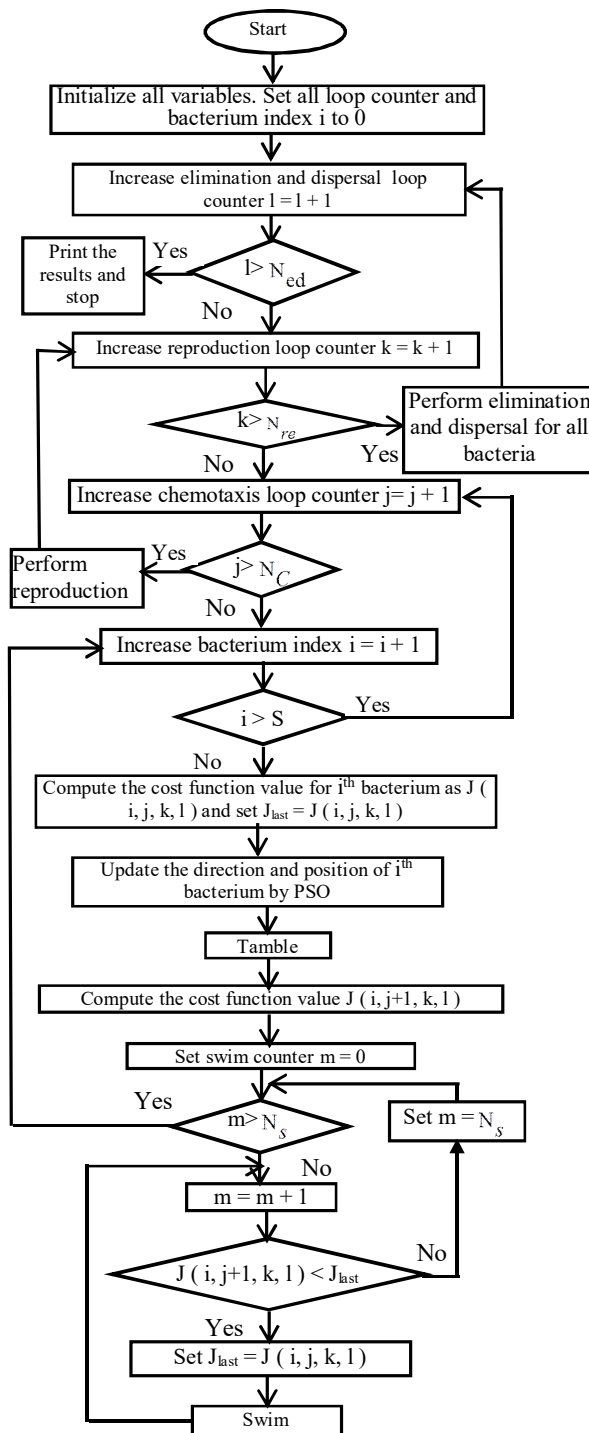 Start
Initialize all variables. Set all loop counter and
bacterium index i to 0
Increase elimination and dispersal loop
counter l = l + 1
Yes
Print the
results and
stop
l> N_ed
No
Increase reproduction loop counter k = k + 1
k> N_re
Yes
Perform elimination
and dispersal for all
bacteria
No
Increase chemotaxis loop counter j= j + 1
Yes
Perform
reproduction
j> N_C
No
Increase bacterium index i = i + 1
i > S
Yes
No
Compute the cost function value for i^th bacterium as J (
i, j, k, l ) and set J_last = J ( i, j, k, l )
Update the direction and position of i^th
bacterium by PSO
Tamble
Compute the cost function value J ( i, j+1, k, l )
Set swim counter m = 0
Yes
m> N_s
Set m = N_s
No
m = m + 1
J ( i, j+1, k, l ) < J_last
No
Yes
Set J_last = J ( i, j, k, l )
Swim